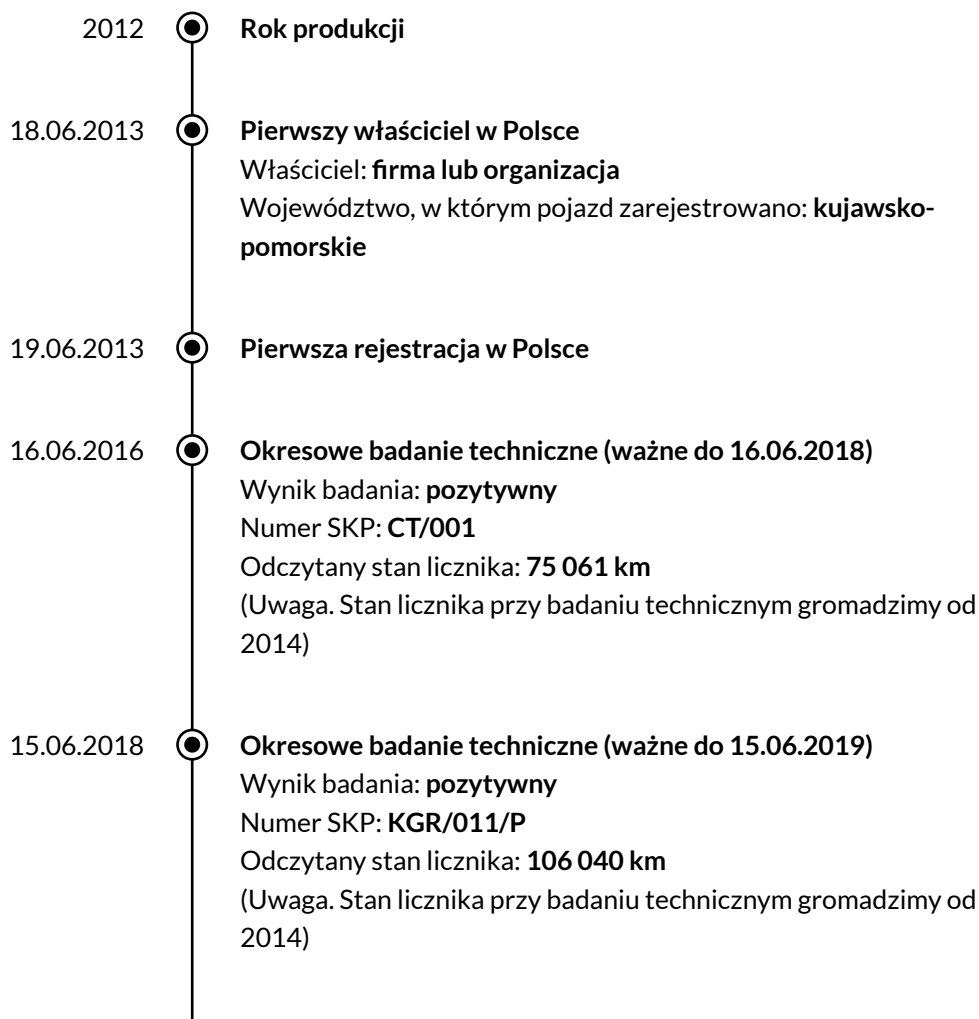 2012 Rok produkcji
18.06.2013 Pierwszy właściciel w Polsce
Właściciel: firma lub organizacja
Województwo, w którym pojazd zarejestrowano: kujawsko-
pomorskie
19.06.2013 Pierwsza rejestracja w Polsce
16.06.2016 Okresowe badanie techniczne (ważne do 16.06.2018)
Wynik badania: pozytywny
Numer SKP: CT/001
Odczytany stan licznika: 75 061 km
(Uwaga. Stan licznika przy badaniu technicznym gromadzimy od
2014)
15.06.2018 Okresowe badanie techniczne (ważne do 15.06.2019)
Wynik badania: pozytywny
Numer SKP: KGR/011/P
Odczytany stan licznika: 106 040 km
(Uwaga. Stan licznika przy badaniu technicznym gromadzimy od
2014)